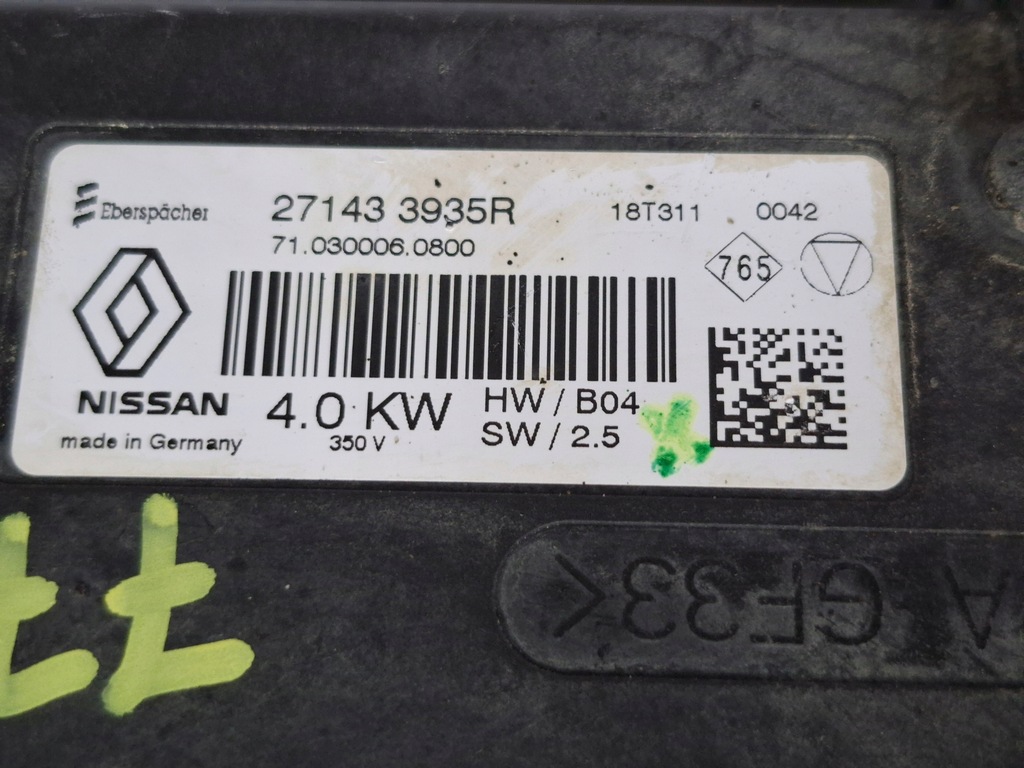 Eberspächer 27143 3935R 18T311 0042
71.030006.0800
765
NISSAN 4.0 KW HW / B04
made in Germany 350 V SW / 2.5
77
A GF33<